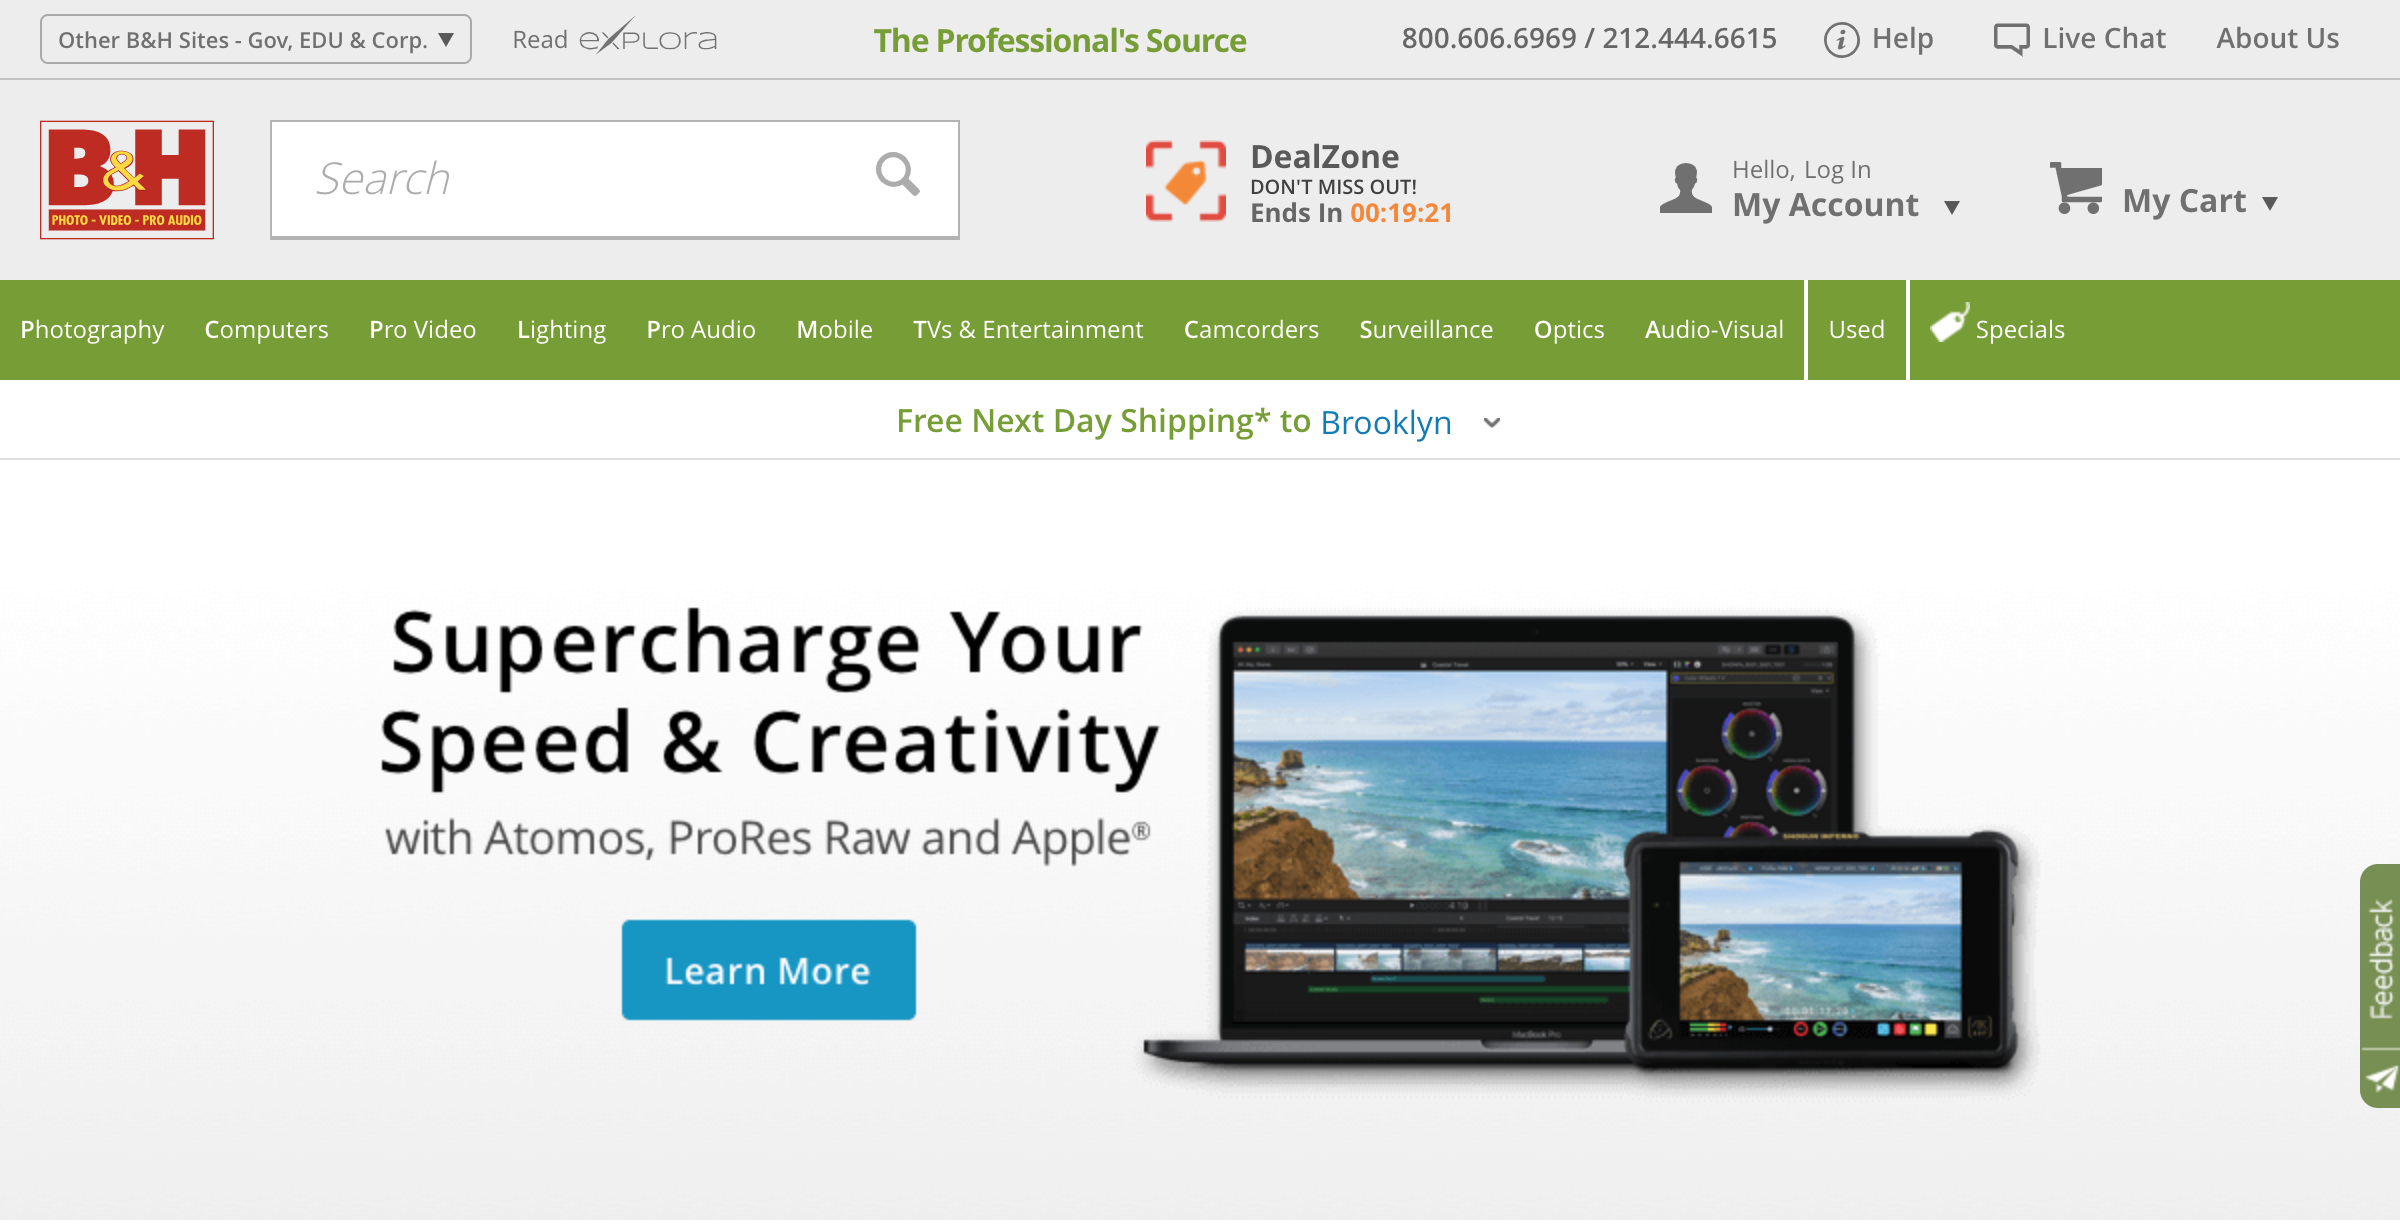 Other B&H Sites - Gov, EDU & Corp.
Read eXPLORA
The Professional's Source
800.606.6969 / 212.444.6615
Help
Live Chat
About Us
B&H
PHOTO - VIDEO - PRO AUDIO
Search
DealZone
DON'T MISS OUT!
Ends In 00:19:21
Hello, Log In
My Account
My Cart
Photography Computers Pro Video Lighting Pro Audio Mobile TVs & Entertainment Camcorders Surveillance Optics Audio-Visual Used Specials
Free Next Day Shipping* to Brooklyn
Supercharge Your
Speed & Creativity
with Atomos, ProRes Raw and Apple®
Learn More
MacBook Pro
SHOGUN INFERNO
Feedback